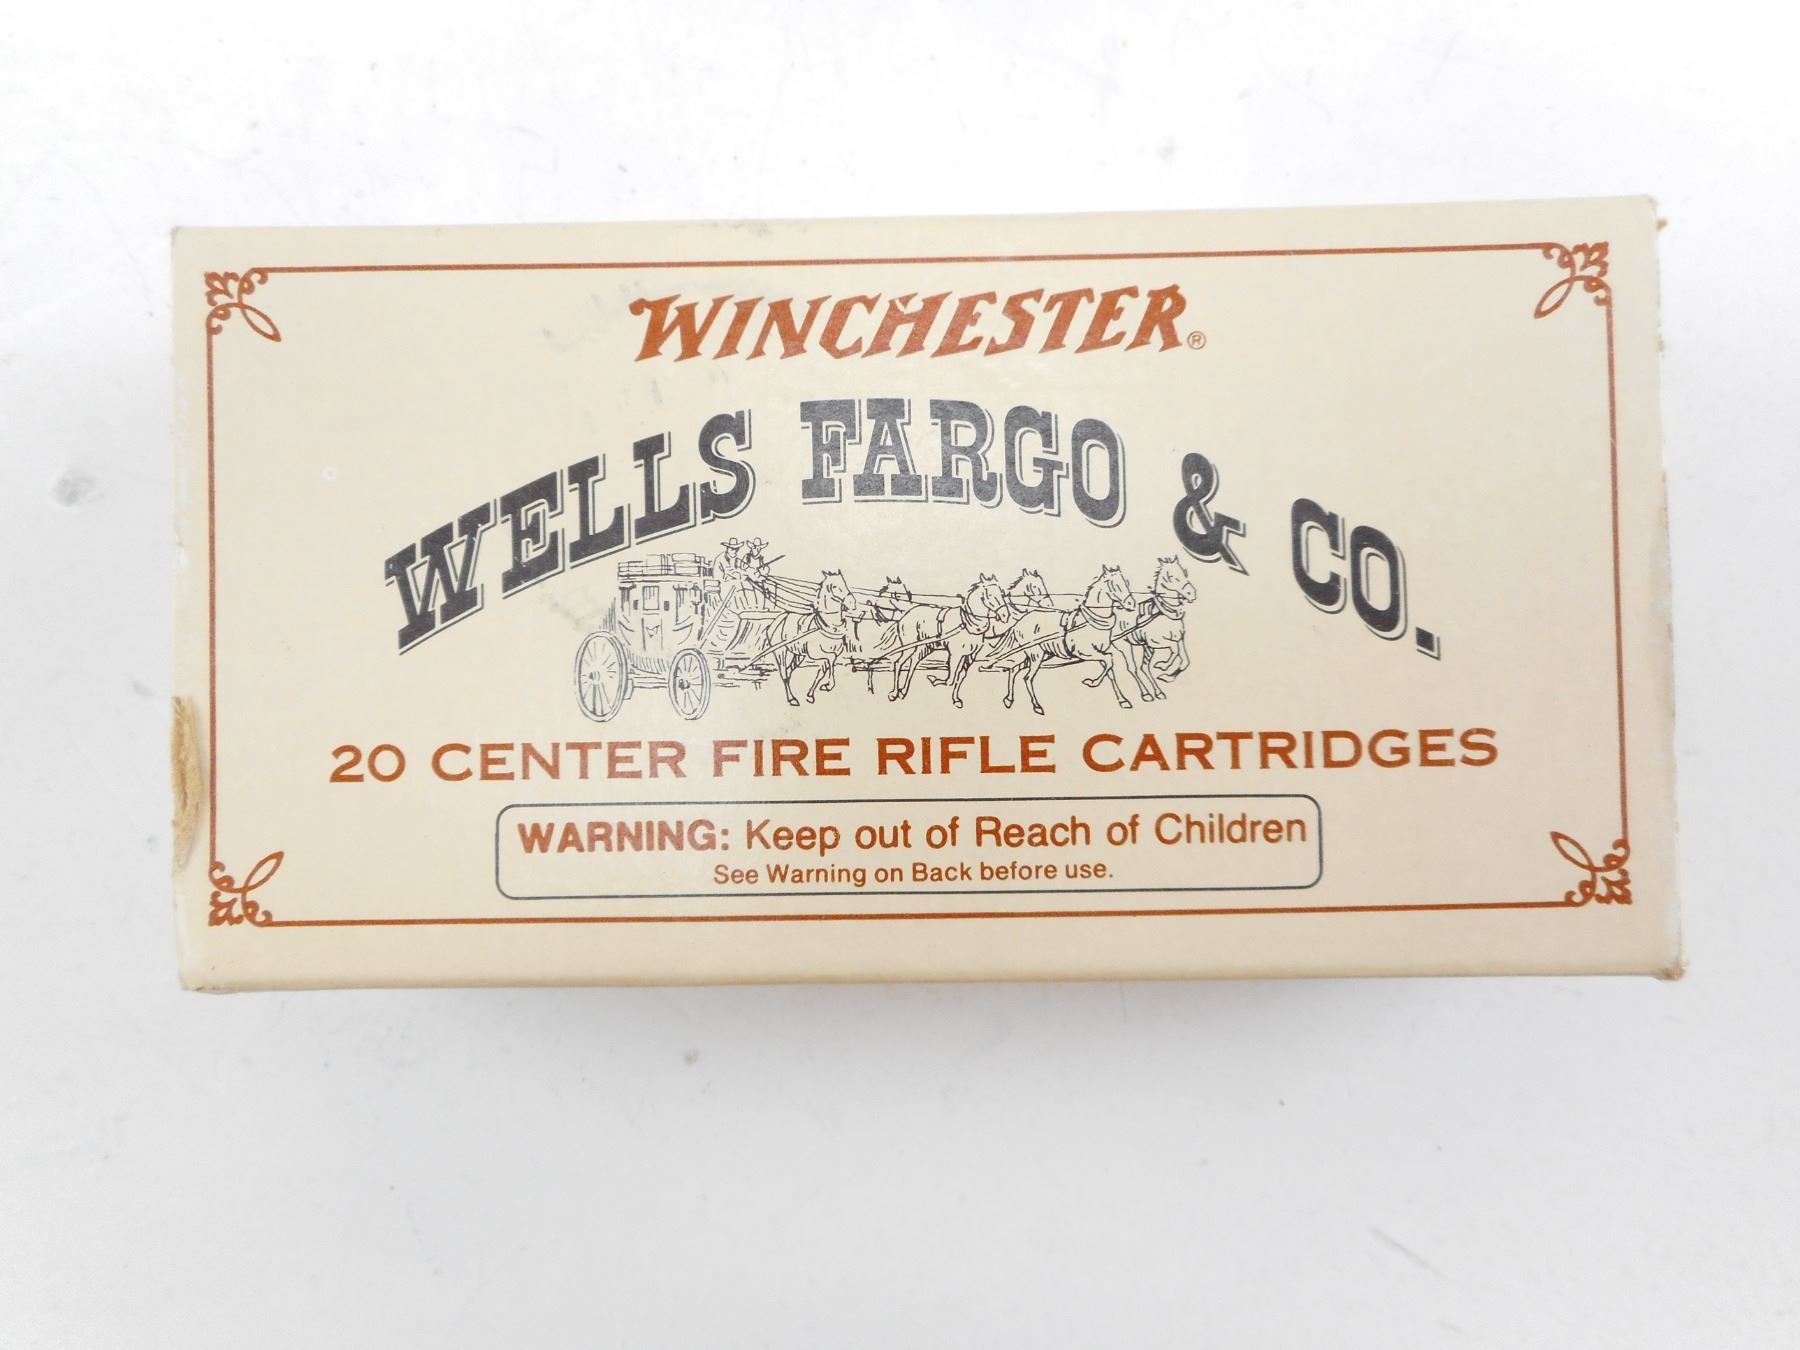 WINCHESTER®
WELLS FARGO & CO.
20 CENTER FIRE RIFLE CARTRIDGES
WARNING: Keep out of Reach of Children
See Warning on Back before use.